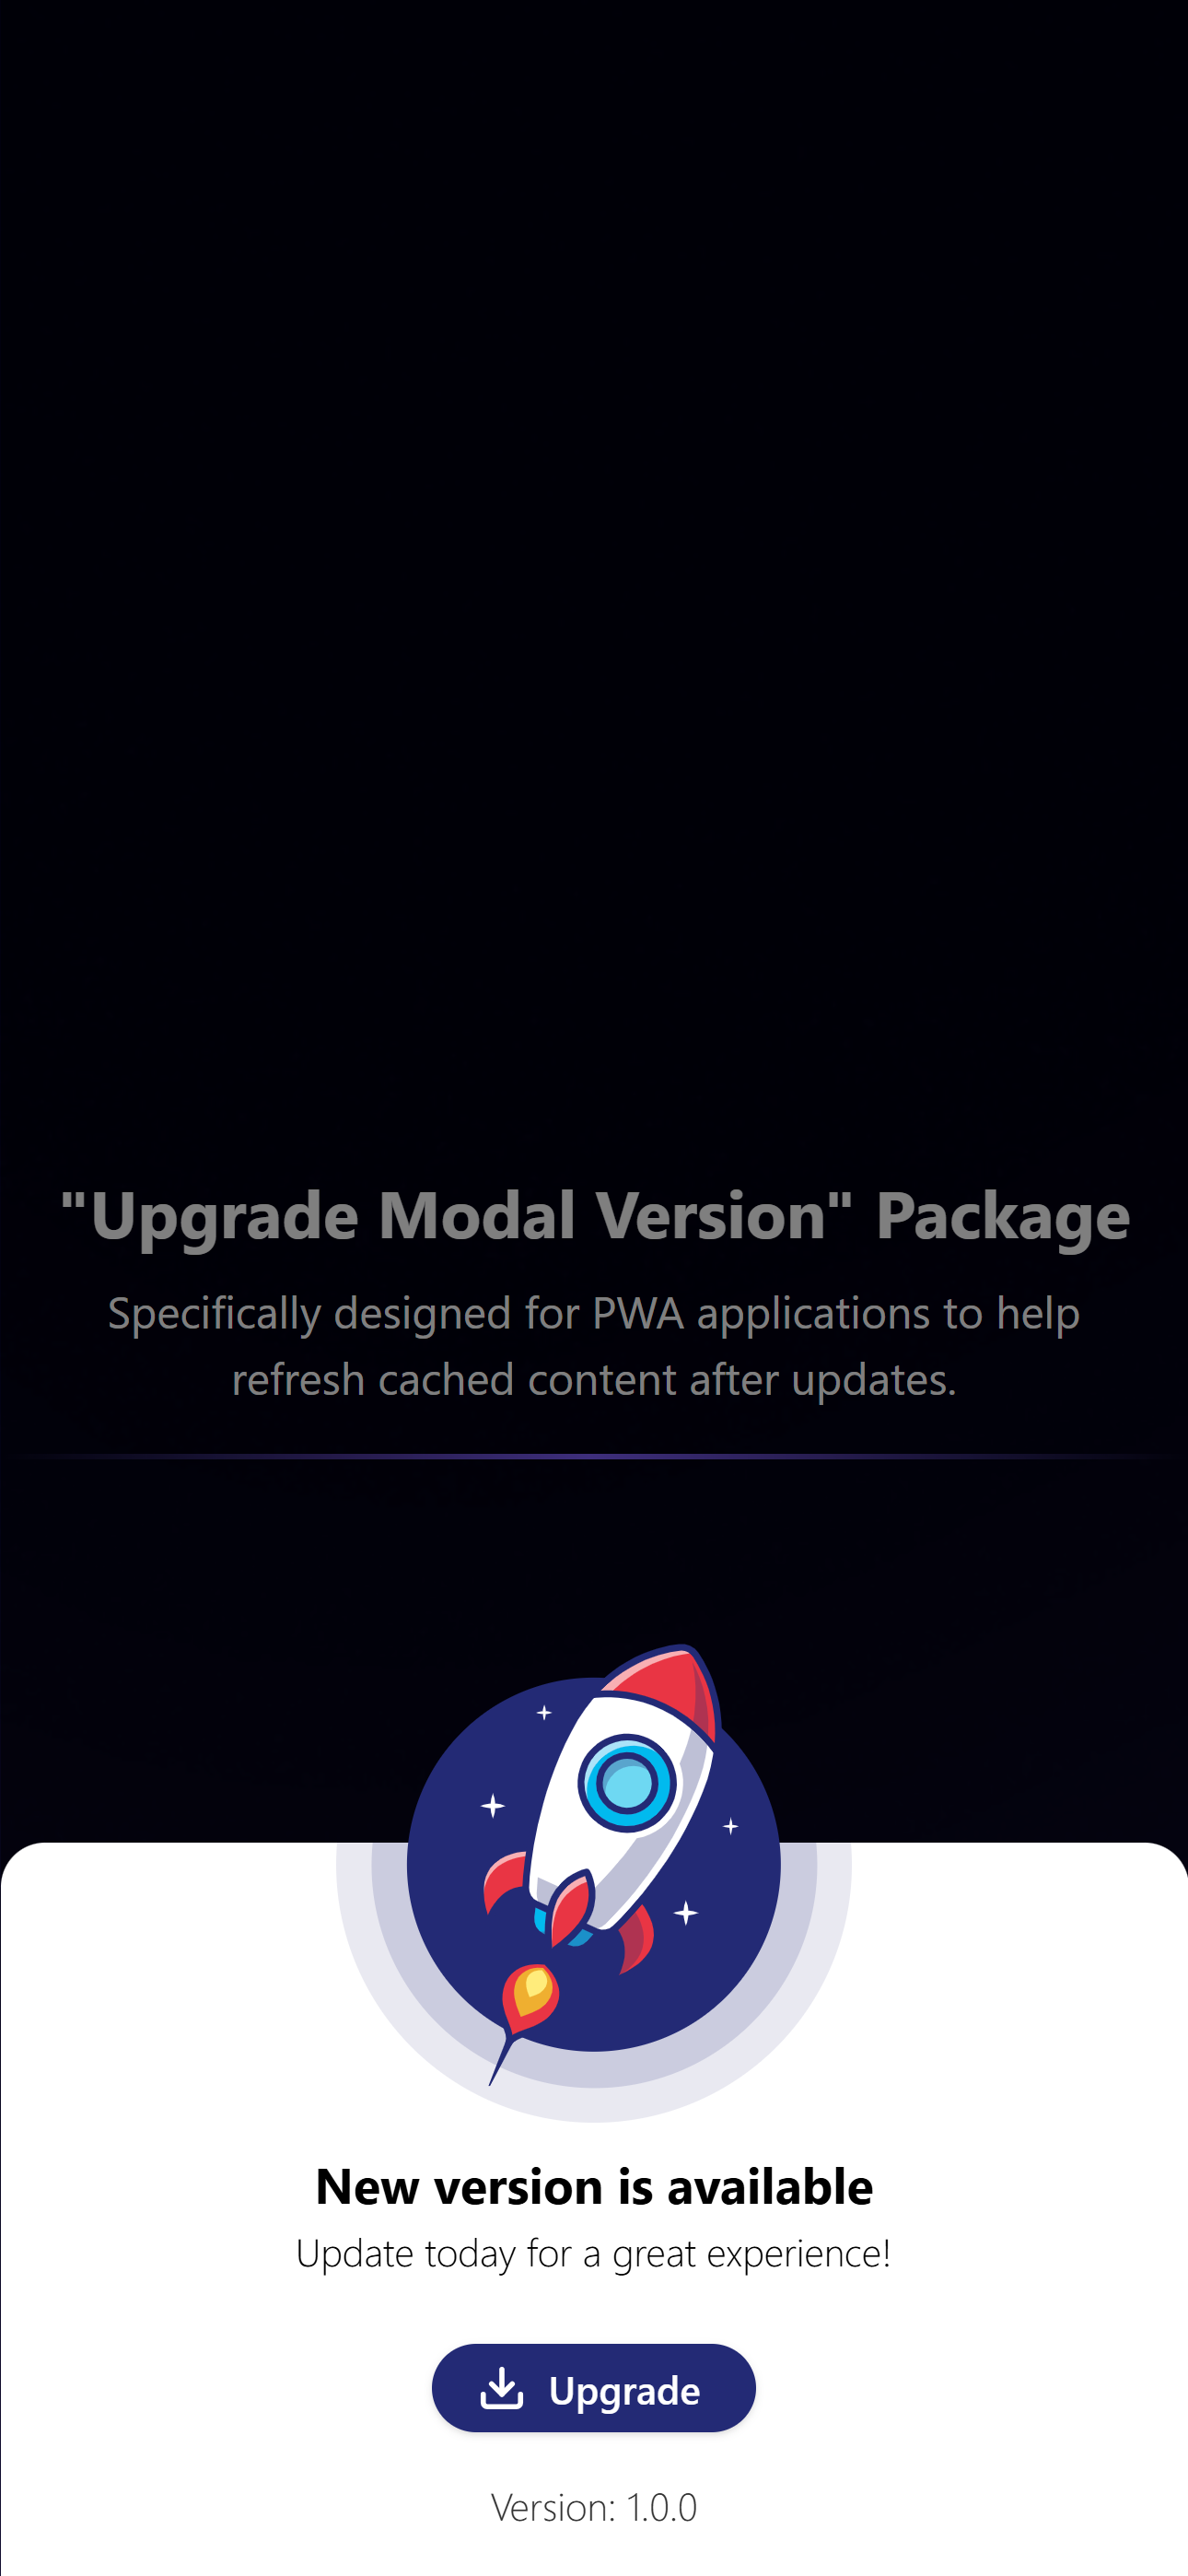 "Upgrade Modal Version" Package
Specifically designed for PWA applications to help
refresh cached content after updates.
New version is available
Update today for a great experience!
Upgrade
Version: 1.0.0